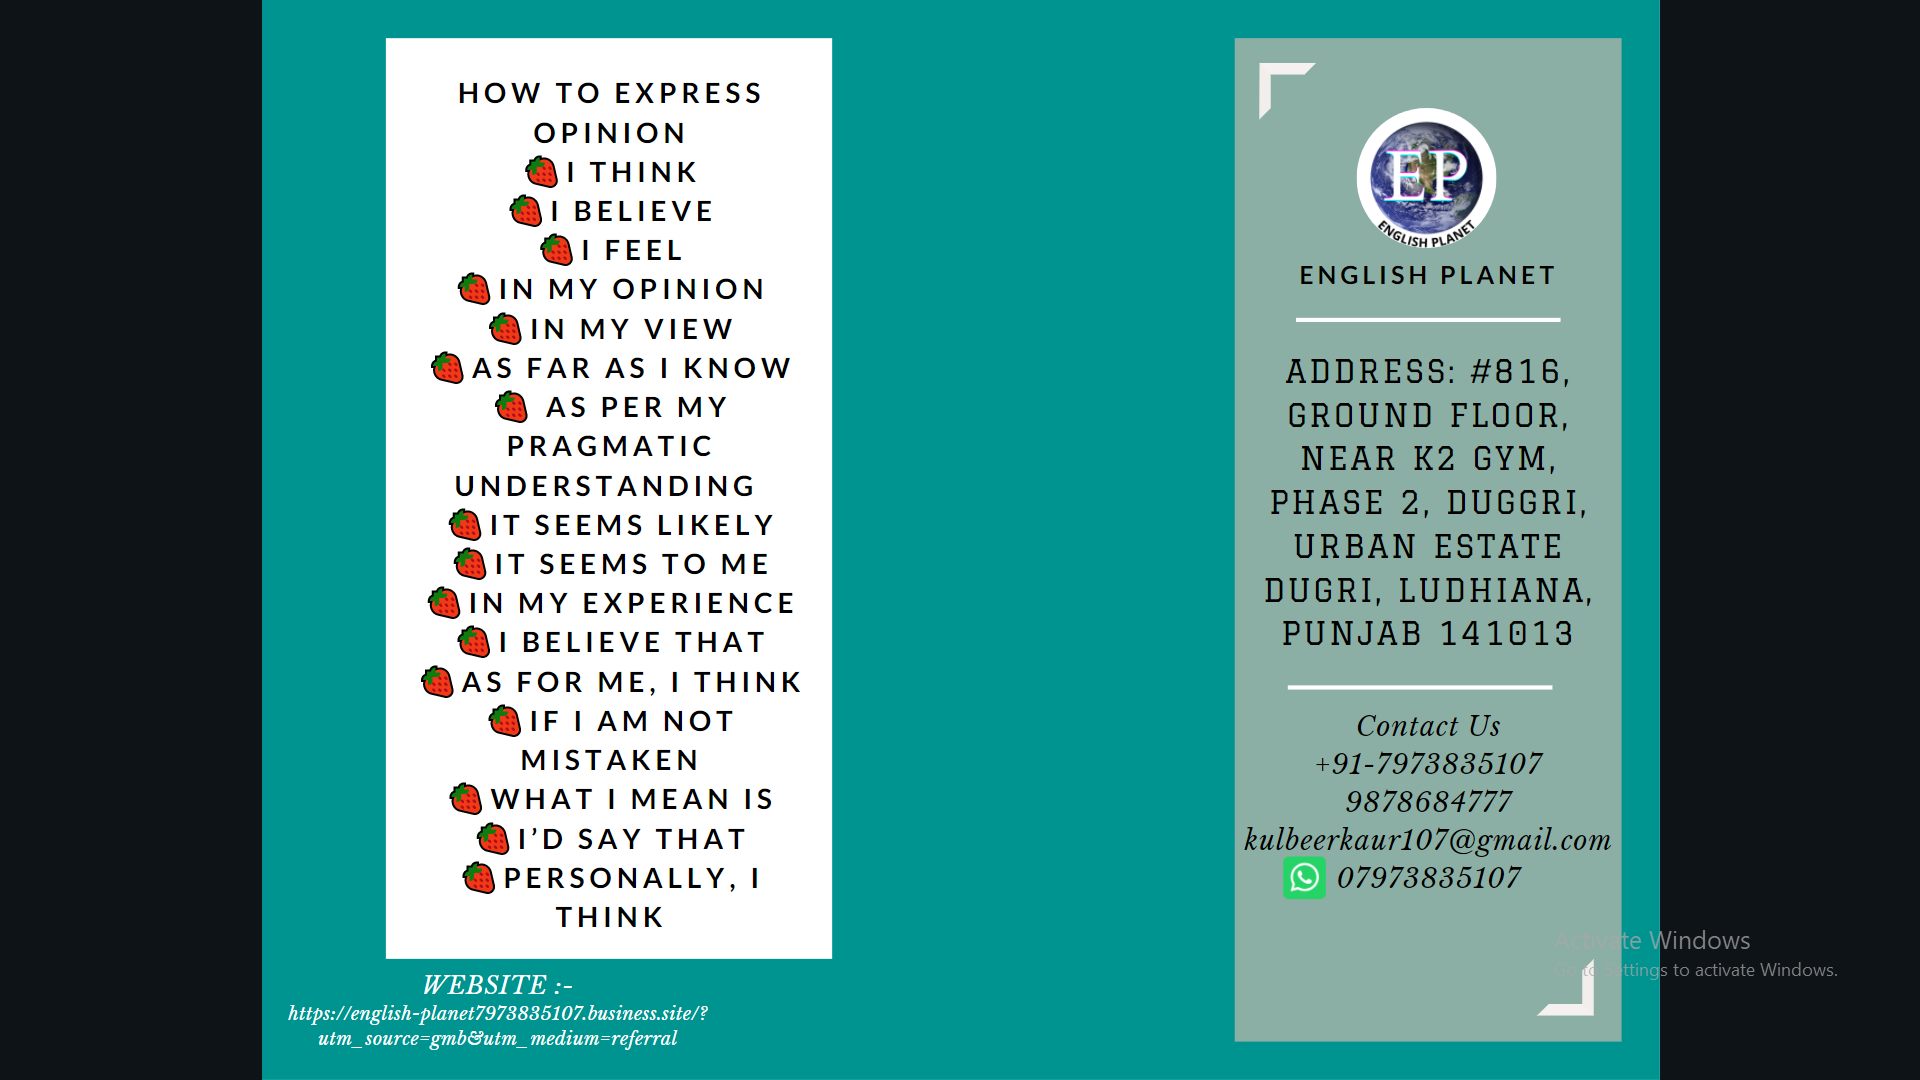 HOW TO EXPRESS
OPINION
🍓I THINK
🍓I BELIEVE
🍓I FEEL
🍓IN MY OPINION
🍓IN MY VIEW
🍓AS FAR AS I KNOW
🍓 AS PER MY
PRAGMATIC
UNDERSTANDING
🍓IT SEEMS LIKELY
🍓IT SEEMS TO ME
🍓IN MY EXPERIENCE
🍓I BELIEVE THAT
🍓AS FOR ME, I THINK
🍓IF I AM NOT
MISTAKEN
🍓WHAT I MEAN IS
🍓I’D SAY THAT
🍓PERSONALLY, I
THINK
WEBSITE :-
https://english-planet7973835107.business.site/?
utm_source=gmb&utm_medium=referral
EP
ENGLISH PLANET
ENGLISH PLANET
ADDRESS: #816,
GROUND FLOOR,
NEAR K2 GYM,
PHASE 2, DUGGRI,
URBAN ESTATE
DUGRI, LUDHIANA,
PUNJAB 141013
Contact Us
+91-7973835107
9878684777
kulbeerkaur107@gmail.com
07973835107
Activate Windows
Go to Settings to activate Windows.